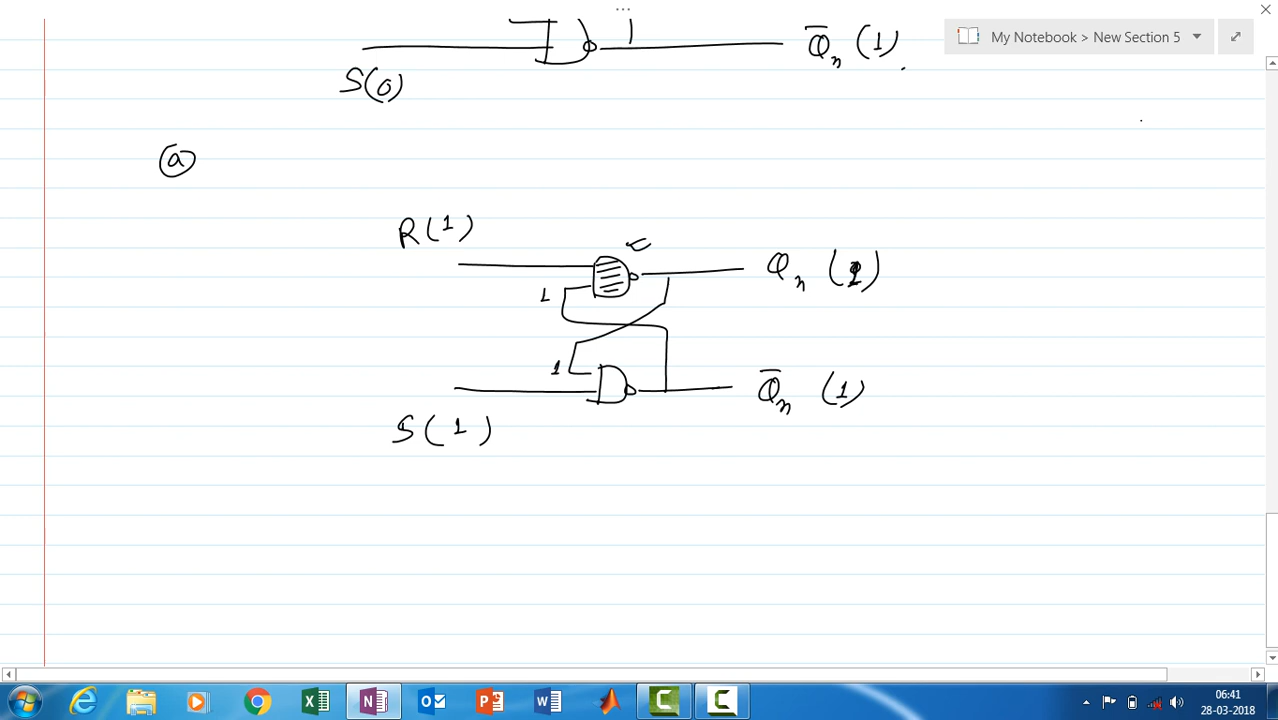 ...
My Notebook > New Section 5
Q̅n (1)
S(0)
a
R(1)
Qn (1)
1
1
Q̅n (1)
S(1)
06:41
28-03-2018